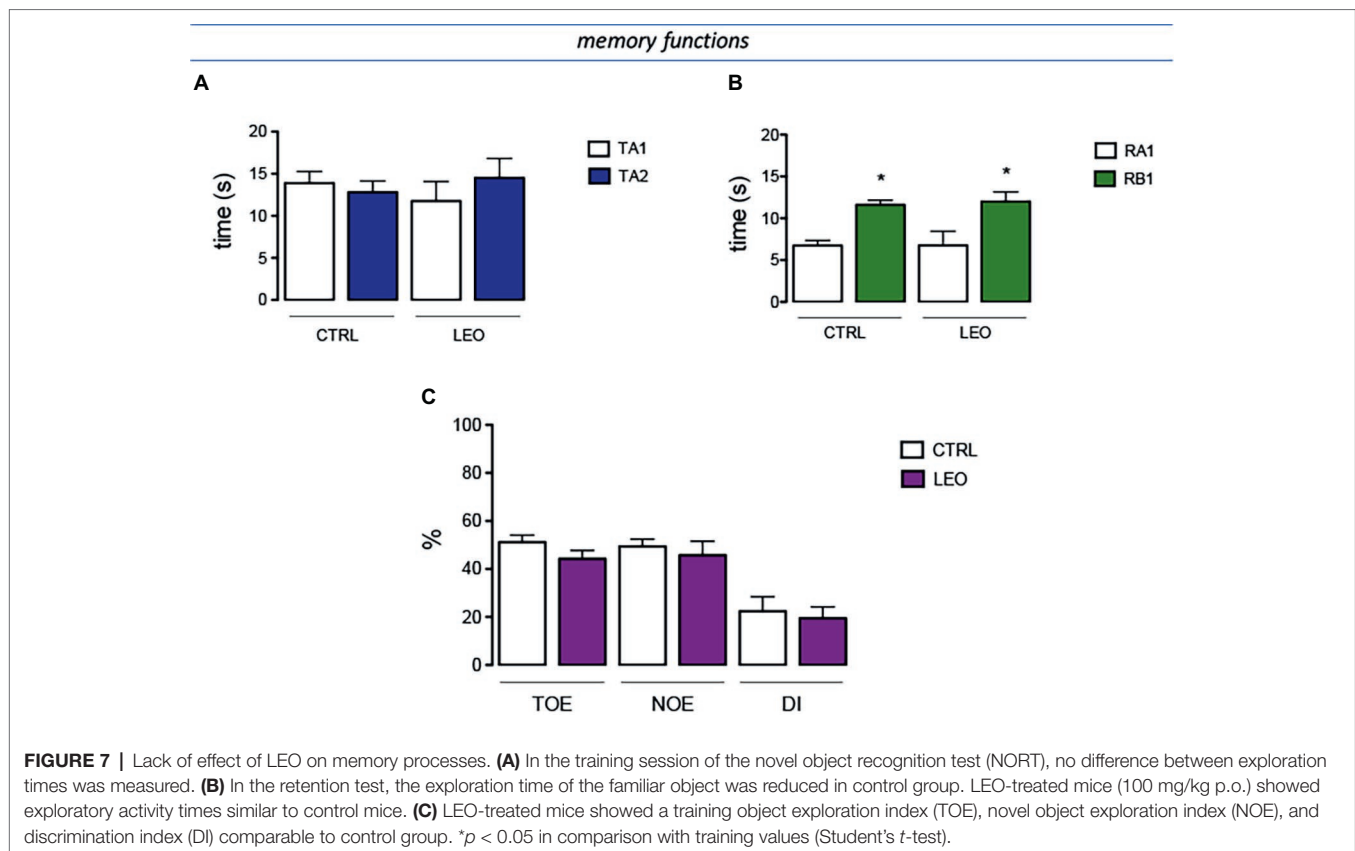 memory functions
A
20
15
10
5
0
time (s)
TA1
TA2
CTRL
LEO
B
20
15
10
5
0
time (s)
*
*
RA1
RB1
CTRL
LEO
C
100
80
60
40
20
0
%
CTRL
LEO
TOE
NOE
DI
FIGURE 7 | Lack of effect of LEO on memory processes. (A) In the training session of the novel object recognition test (NORT), no difference between exploration
times was measured. (B) In the retention test, the exploration time of the familiar object was reduced in control group. LEO-treated mice (100 mg/kg p.o.) showed
exploratory activity times similar to control mice. (C) LEO-treated mice showed a training object exploration index (TOE), novel object exploration index (NOE), and
discrimination index (DI) comparable to control group. *p < 0.05 in comparison with training values (Student's t-test).